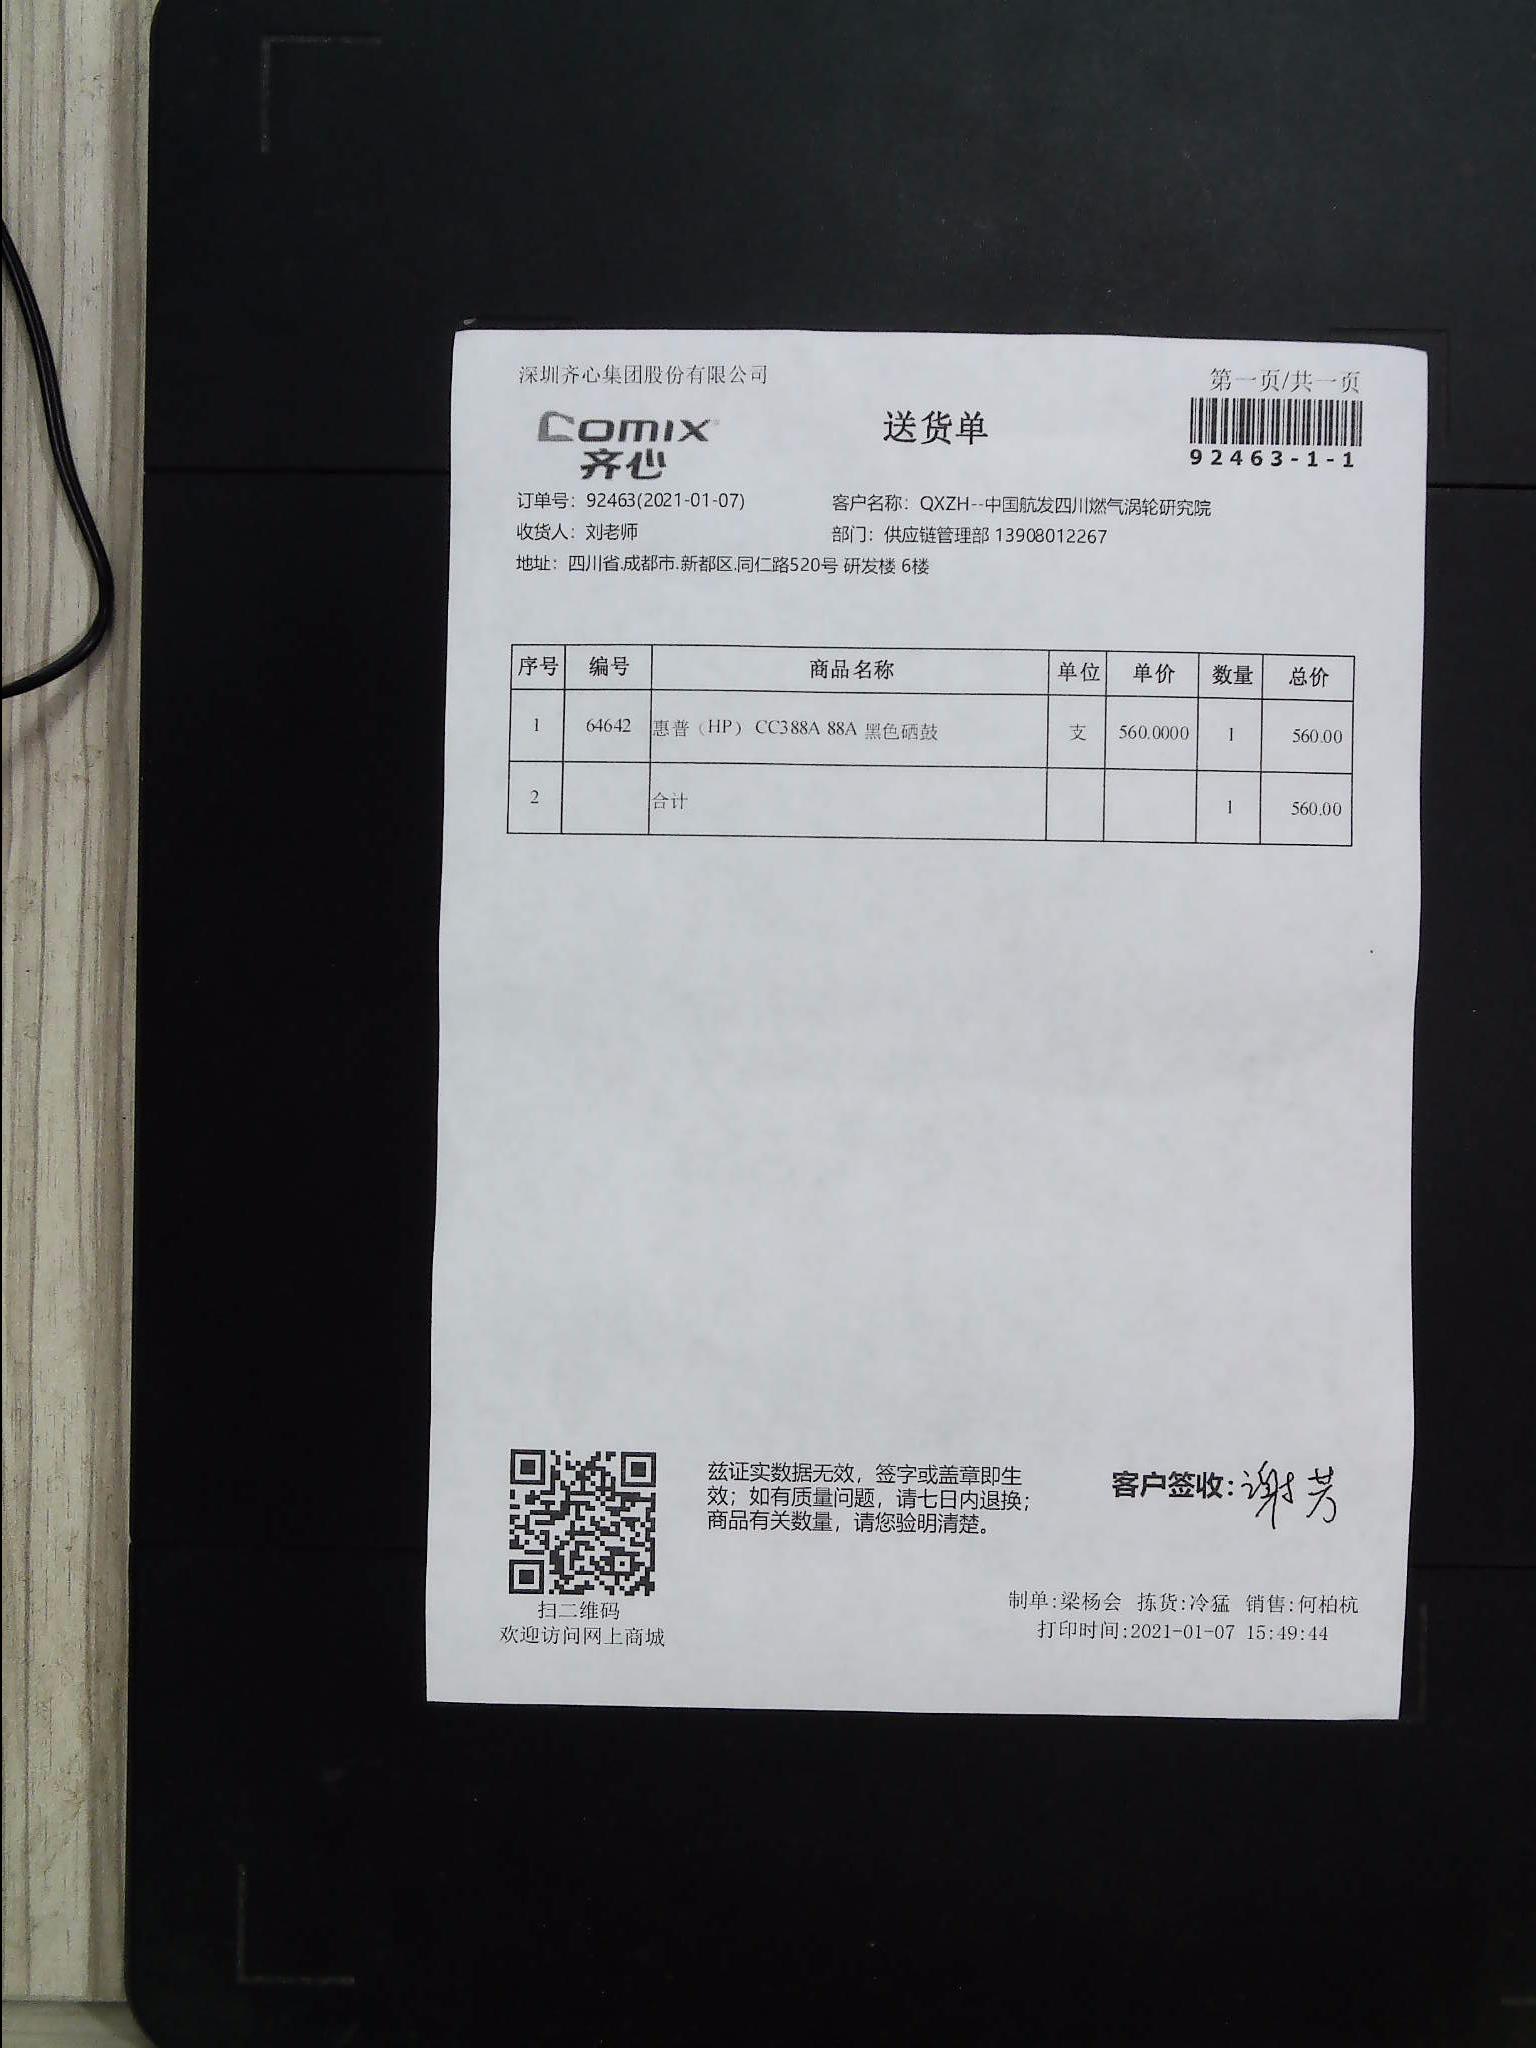 深圳齐心集团股份有限公司
第一页/共一页
Comix
齐心
送货单
92463-1-1
订单号：92463(2021-01-07)
客户名称：QXZH--中国航发四川燃气涡轮研究院
收货人：刘老师
部门：供应链管理部 13908012267
地址：四川省.成都市.新都区.同仁路520号 研发楼 6楼
序号 编号 商品名称 单位 单价 数量 总价
1 64642 惠普（HP） CC388A 88A 黑色硒鼓 支 560.0000 1 560.00
2 合计 1 560.00
兹证实数据无效，签字或盖章即生
效；如有质量问题，请七日内退换；
商品有关数量，请您验明清楚。
客户签收：谢芳
扫二维码
欢迎访问网上商城
制单:梁杨会 拣货:冷猛 销售:何柏杭
打印时间:2021-01-07 15:49:44